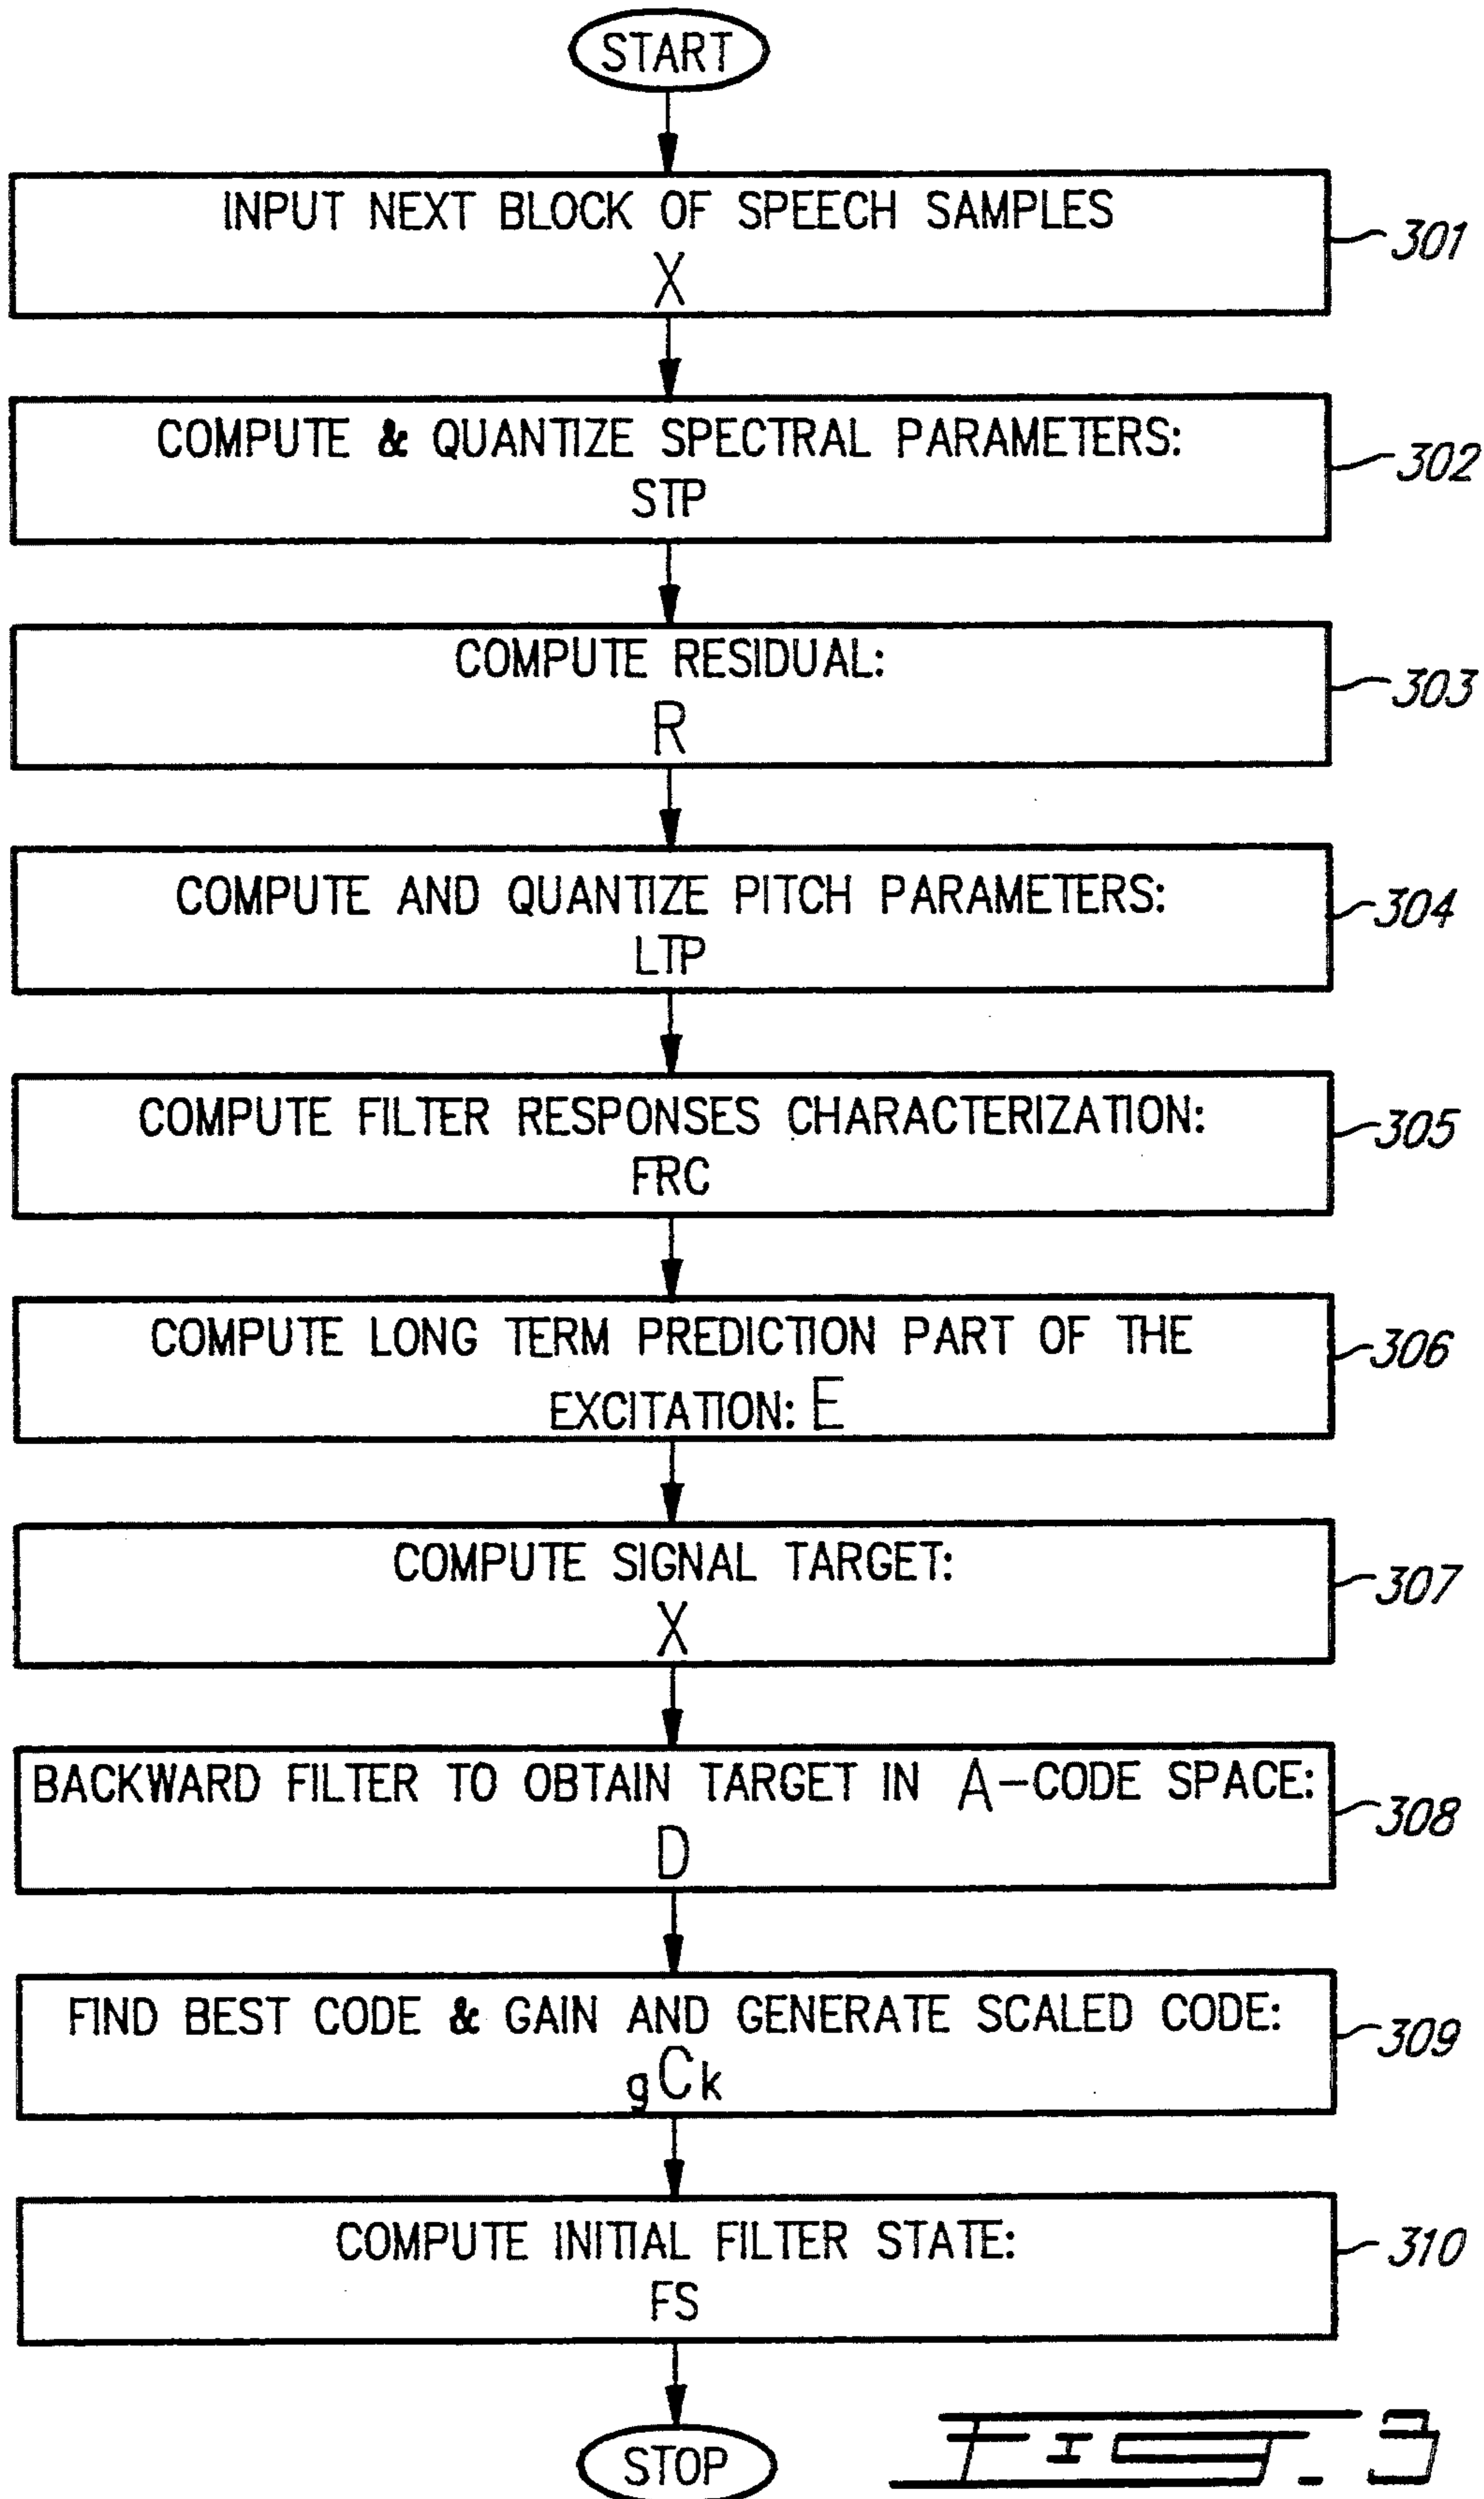 START
INPUT NEXT BLOCK OF SPEECH SAMPLES
X
301
COMPUTE & QUANTIZE SPECTRAL PARAMETERS:
STP
302
COMPUTE RESIDUAL:
R
303
COMPUTE AND QUANTIZE PITCH PARAMETERS:
LTP
304
COMPUTE FILTER RESPONSES CHARACTERIZATION:
FRC
305
COMPUTE LONG TERM PREDICTION PART OF THE
EXCITATION: E
306
COMPUTE SIGNAL TARGET:
X
307
BACKWARD FILTER TO OBTAIN TARGET IN A-CODE SPACE:
D
308
FIND BEST CODE & GAIN AND GENERATE SCALED CODE:
gCk
309
COMPUTE INITIAL FILTER STATE:
FS
310
STOP
FIG. 3